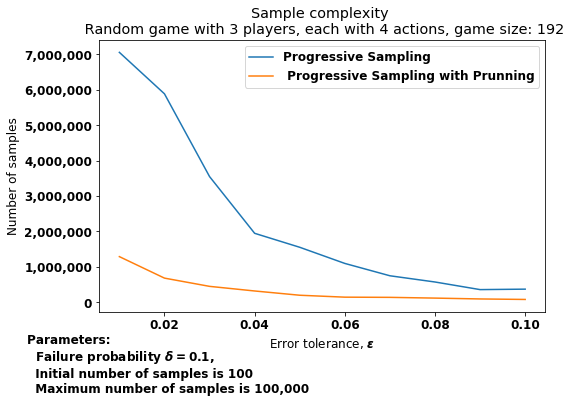 Sample complexity
Random game with 3 players, each with 4 actions, game size: 192
Progressive Sampling
Progressive Sampling with Prunning
Number of samples
7,000,000
6,000,000
5,000,000
4,000,000
3,000,000
2,000,000
1,000,000
0
0.02 0.04 0.06 0.08 0.10
Error tolerance, ε
Parameters:
Failure probability δ = 0.1,
Initial number of samples is 100
Maximum number of samples is 100,000